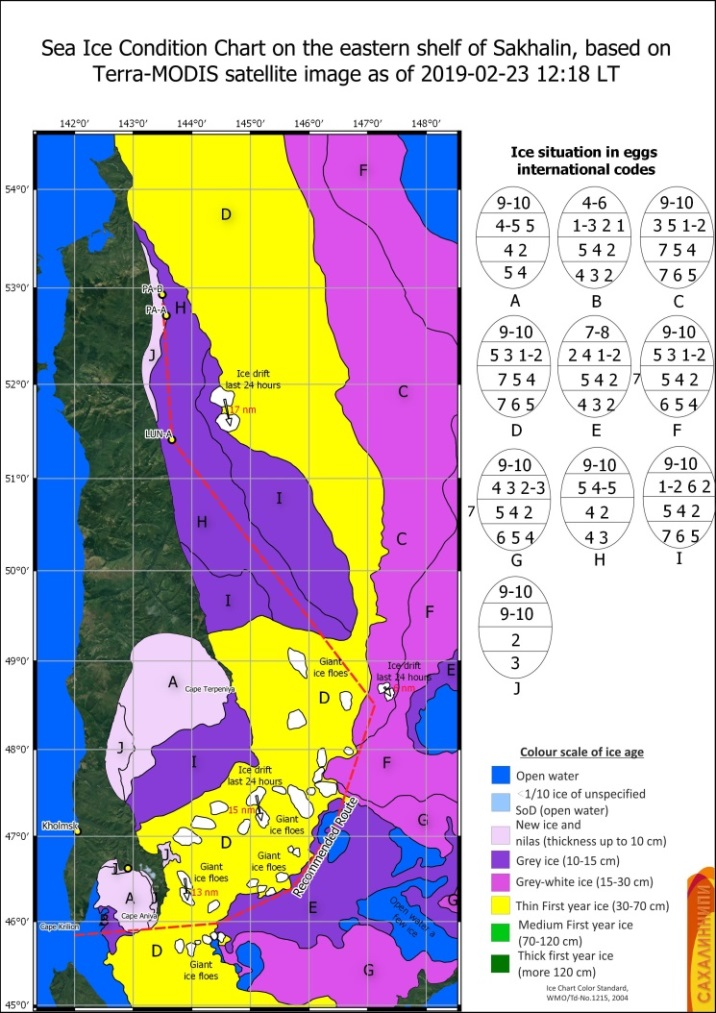 Sea Ice Condition Chart on the eastern shelf of Sakhalin, based on
Terra-MODIS satellite image as of 2019-02-23 12:18 LT
142°0' 143°0' 144°0' 145°0' 146°0' 147°0' 148°0'
54°0'
53°0'
52°0'
51°0'
50°0'
49°0'
48°0'
47°0'
46°0'
45°0'
F
D
PA-B
PA-A
H
J
Ice drift
last 24 hours
17 nm
C
LUN-A
I
H
C
I
F
Giant
ice floes
Ice drift
last 24 hours
nm
E
A
Cape Terpeniya
D
J
I
F
Ice drift
last 24 hours
15 nm
Giant
ice floes
Kholmsk
D
G
J
Giant
ice floes
Giant
ice floes
Recommended Route
13 nm
A
Cape Aniva
E
E
G
Open water a
few ice
Cape Krilion
D
Giant
ice floes
G
Ice situation in eggs
international codes
9-10
4-5 5
4 2
5 4
A
4-6
1-3 2 1
5 4 2
4 3 2
B
9-10
3 5 1-2
7 5 4
7 6 5
C
9-10
5 3 1-2
7 5 4
7 6 5
D
7-8
2 4 1-2
5 4 2
4 3 2
E
9-10
5 3 1-2
7 5 4 2
6 5 4
F
9-10
4 3 2-3
7 5 4 2
6 5 4
G
9-10
5 4-5
4 2
4 3
H
9-10
1-2 6 2
5 4 2
7 6 5
I
9-10
9-10
2
3
J
Colour scale of ice age
Open water
<1/10 ice of unspecified
SoD (open water)
New ice and
nilas (thickness up to 10 cm)
Grey ice (10-15 cm)
Grey-white ice (15-30 cm)
Thin First year ice (30-70 cm)
Medium First year ice
(70-120 cm)
Thick first year ice
(more 120 cm)
Ice Chart Color Standard,
WMO/Td-No.1215, 2004
САХАЛИННИПИ